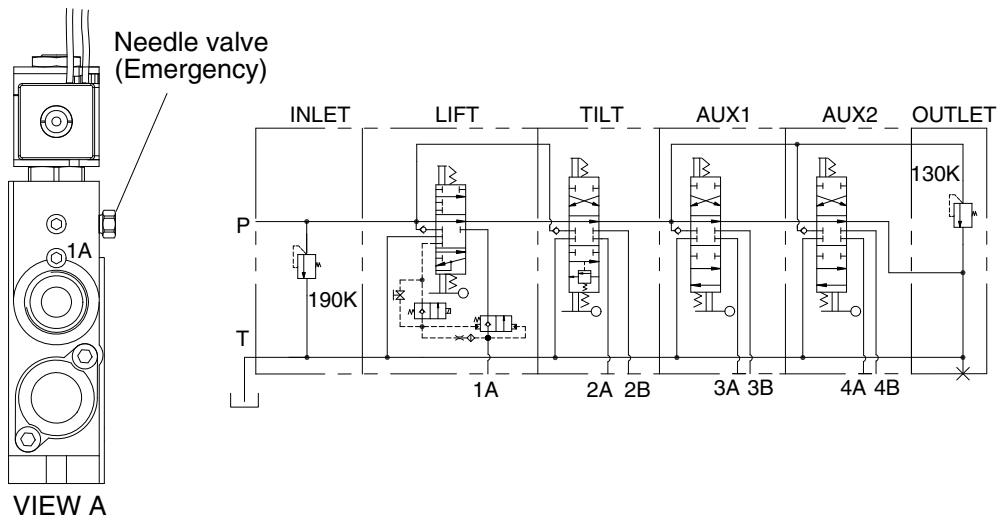 Needle valve
(Emergency)
1A
VIEW A
INLET LIFT TILT AUX1 AUX2 OUTLET
130K
P
190K
T
1A 2A 2B 3A 3B 4A 4B